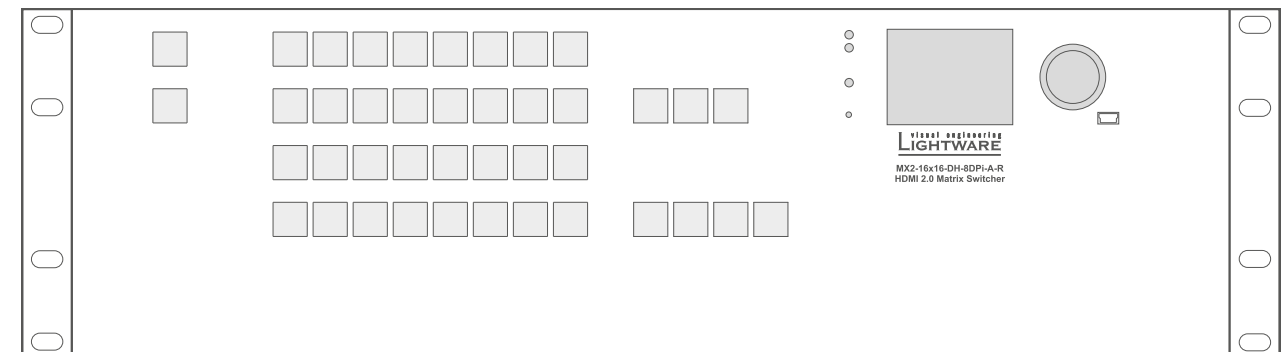 visual engineering
LIGHTWARE
MX2-16x16-DH-8DPi-A-R
HDMI 2.0 Matrix Switcher